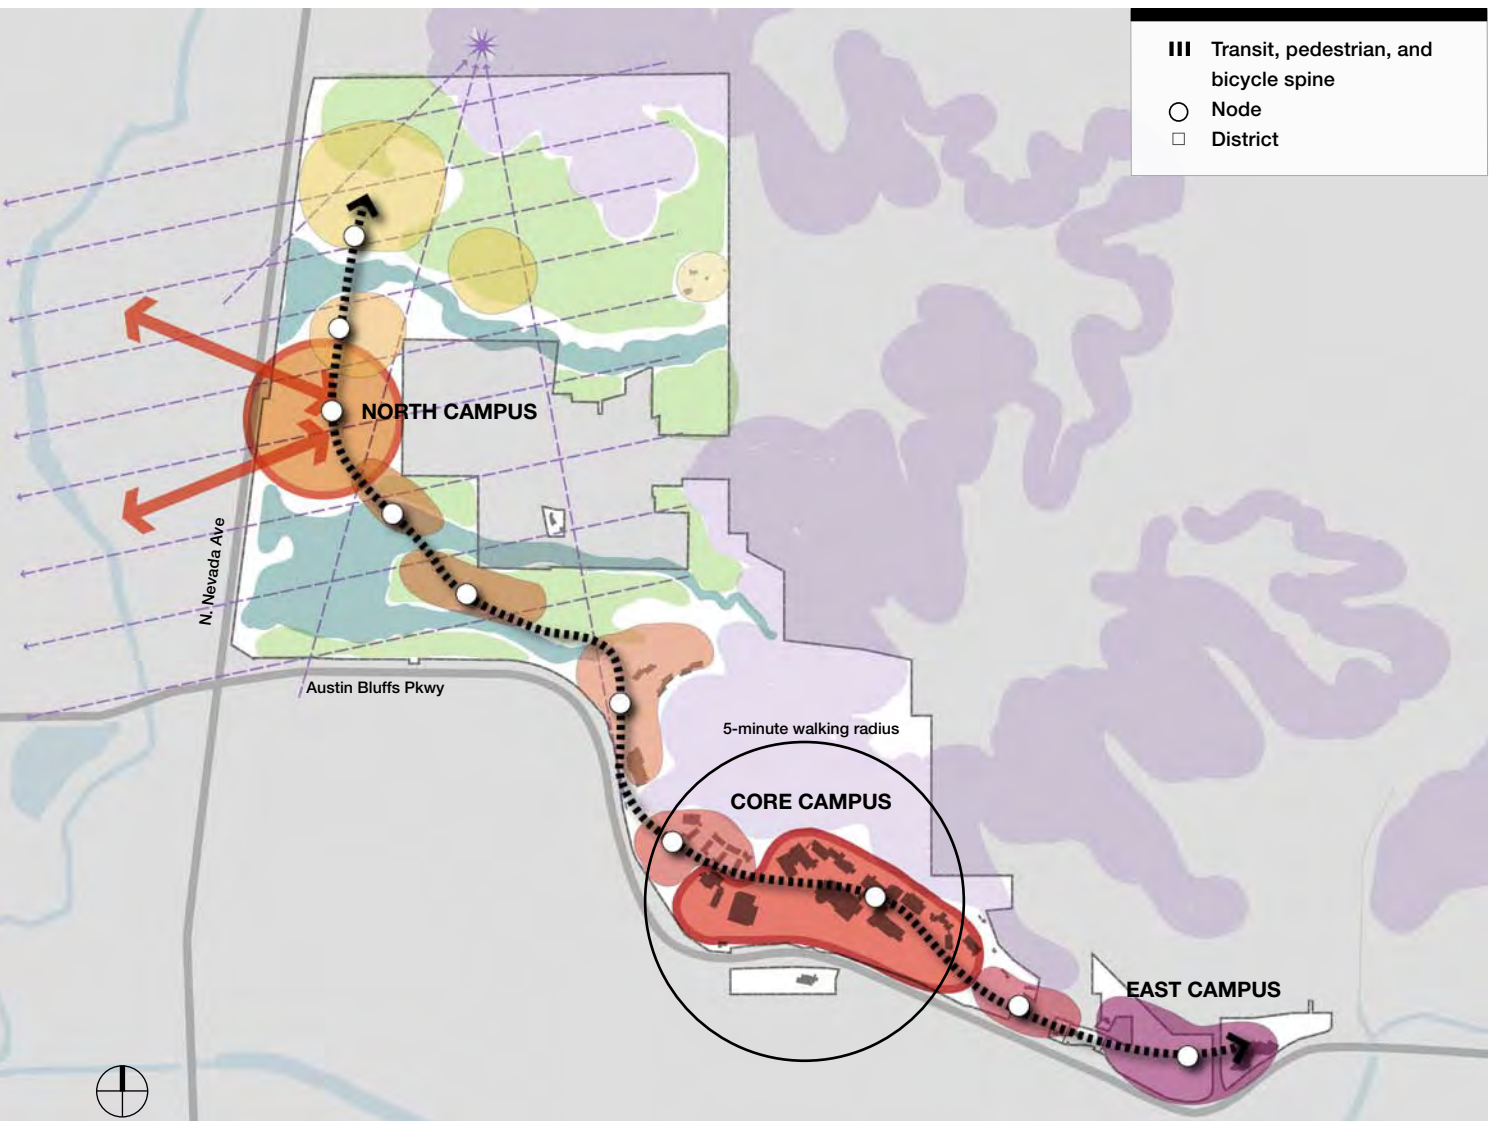 Transit, pedestrian, and
bicycle spine
Node
District
NORTH CAMPUS
N. Nevada Ave
Austin Bluffs Pkwy
5-minute walking radius
CORE CAMPUS
EAST CAMPUS